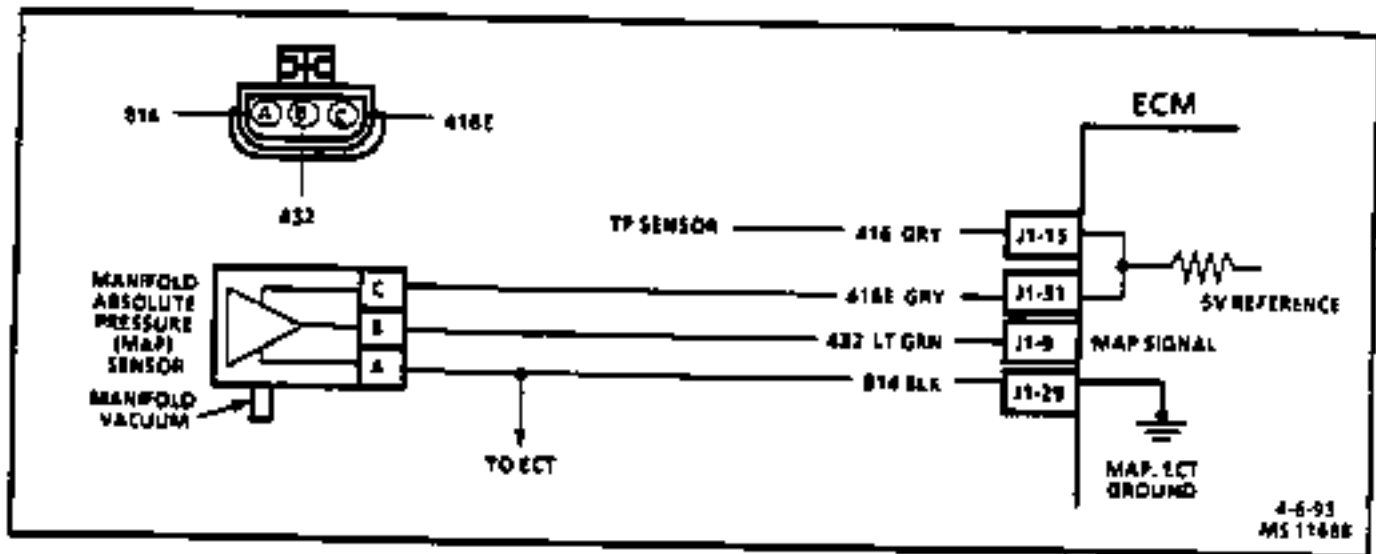 814
A B C
416E
432
ECM
TP SENSOR
416 GRY
J1-15
MANIFOLD
ABSOLUTE
PRESSURE
(MAP)
SENSOR
C
B
A
416E GRY
J1-31
5V REFERENCE
432 LT GRN
J1-9
MAP SIGNAL
814 BLK
J1-29
MANIFOLD
VACUUM
TO ECT
MAP. ECT
GROUND
4-6-93